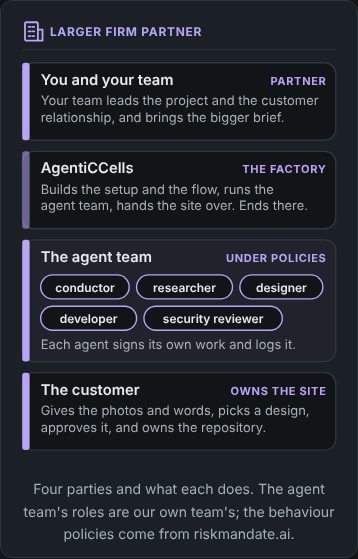 LARGER FIRM PARTNER
You and your team
PARTNER
Your team leads the project and the customer
relationship, and brings the bigger brief.
AgentiCCells
THE FACTORY
Builds the setup and the flow, runs the
agent team, hands the site over. Ends there.
The agent team
UNDER POLICIES
conductor
researcher
designer
developer
security reviewer
Each agent signs its own work and logs it.
The customer
OWNS THE SITE
Gives the photos and words, picks a design,
approves it, and owns the repository.
Four parties and what each does. The agent
team's roles are our own team's; the behaviour
policies come from riskmandate.ai.